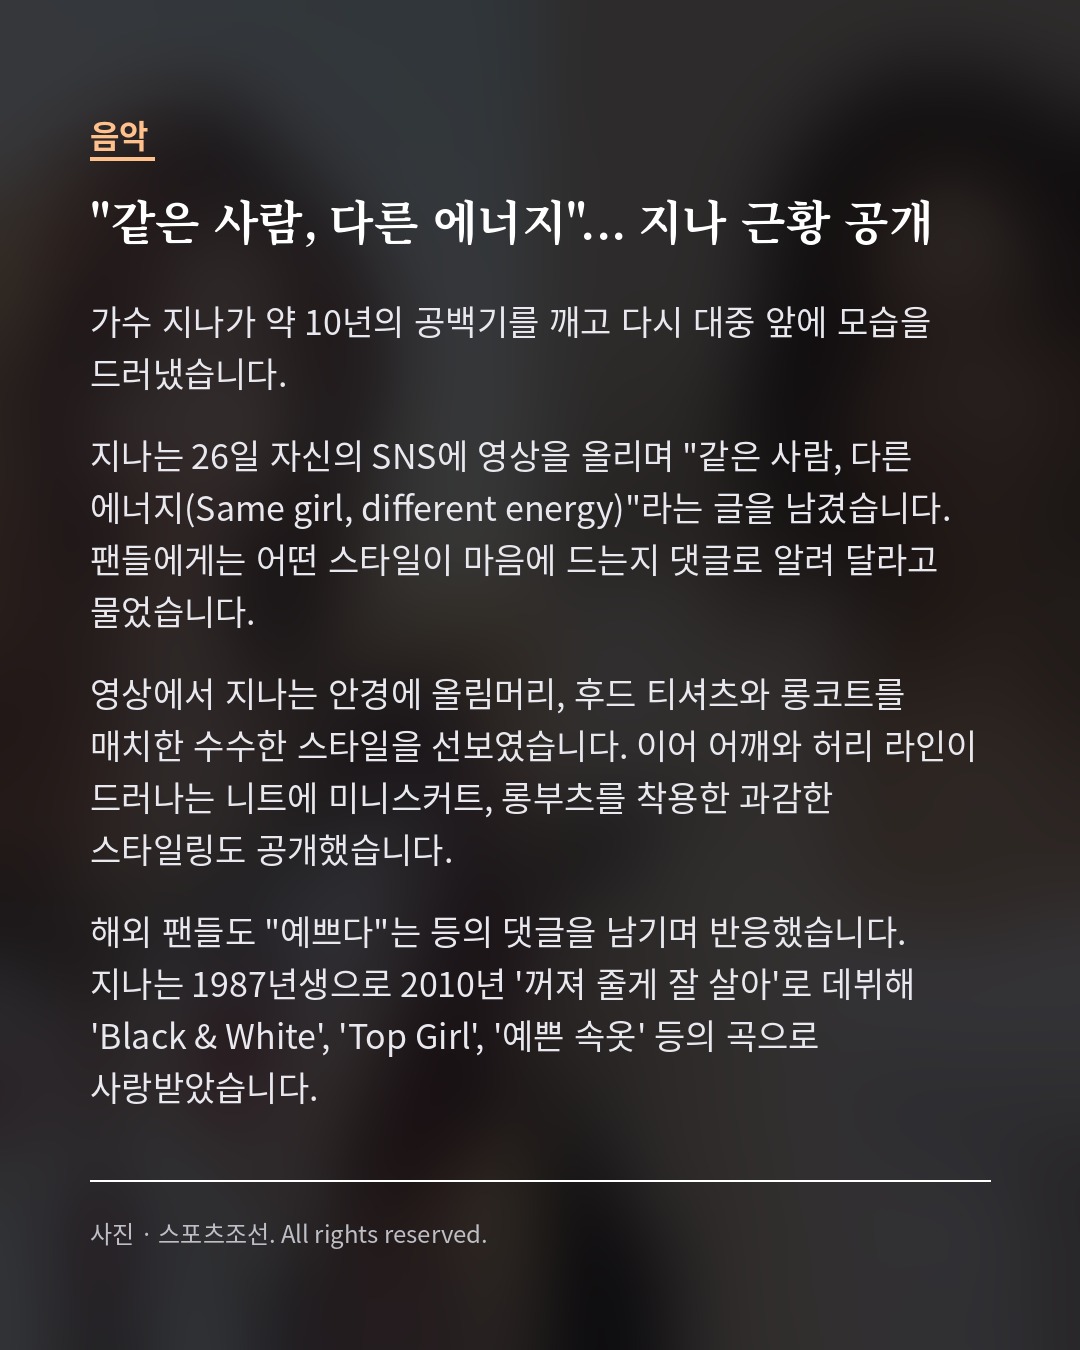 음악
"같은 사람, 다른 에너지"... 지나 근황 공개
가수 지나가 약 10년의 공백기를 깨고 다시 대중 앞에 모습을
드러냈습니다.
지나는 26일 자신의 SNS에 영상을 올리며 "같은 사람, 다른
에너지(Same girl, different energy)"라는 글을 남겼습니다.
팬들에게는 어떤 스타일이 마음에 드는지 댓글로 알려 달라고
물었습니다.
영상에서 지나는 안경에 올림머리, 후드 티셔츠와 롱코트를
매치한 수수한 스타일을 선보였습니다. 이어 어깨와 허리 라인이
드러나는 니트에 미니스커트, 롱부츠를 착용한 과감한
스타일링도 공개했습니다.
해외 팬들도 "예쁘다"는 등의 댓글을 남기며 반응했습니다.
지나는 1987년생으로 2010년 '꺼져 줄게 잘 살아'로 데뷔해
'Black & White', 'Top Girl', '예쁜 속옷' 등의 곡으로
사랑받았습니다.
사진 · 스포츠조선. All rights reserved.